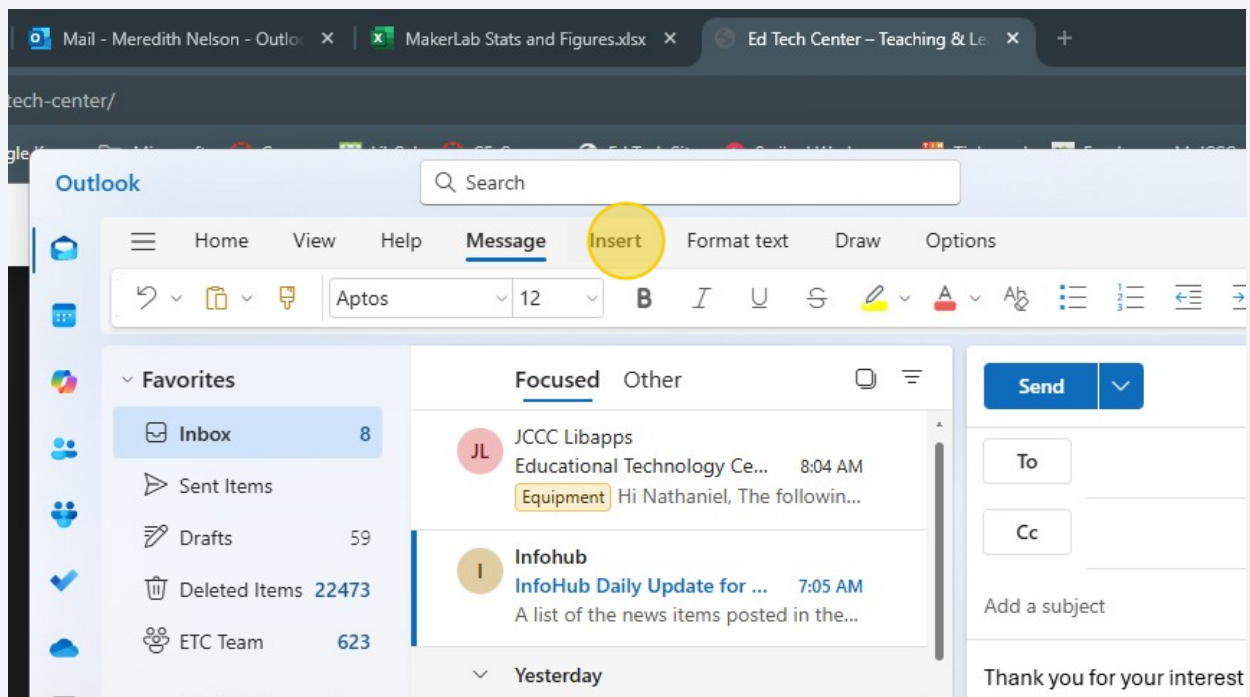 Mail - Meredith Nelson - Outlo
MakerLab Stats and Figures.xlsx
Ed Tech Center – Teaching & Le
tech-center/
Outlook
Search
Home View Help Message Insert Format text Draw Options
Aptos 12 B I U S A Ab
Favorites
Inbox 8
Sent Items
Drafts 59
Deleted Items 22473
ETC Team 623
Focused Other
JL
JCCC Libapps
Educational Technology Ce... 8:04 AM
Equipment Hi Nathaniel, The followin...
I
Infohub
InfoHub Daily Update for ... 7:05 AM
A list of the news items posted in the...
Yesterday
Send
To
Cc
Add a subject
Thank you for your interest